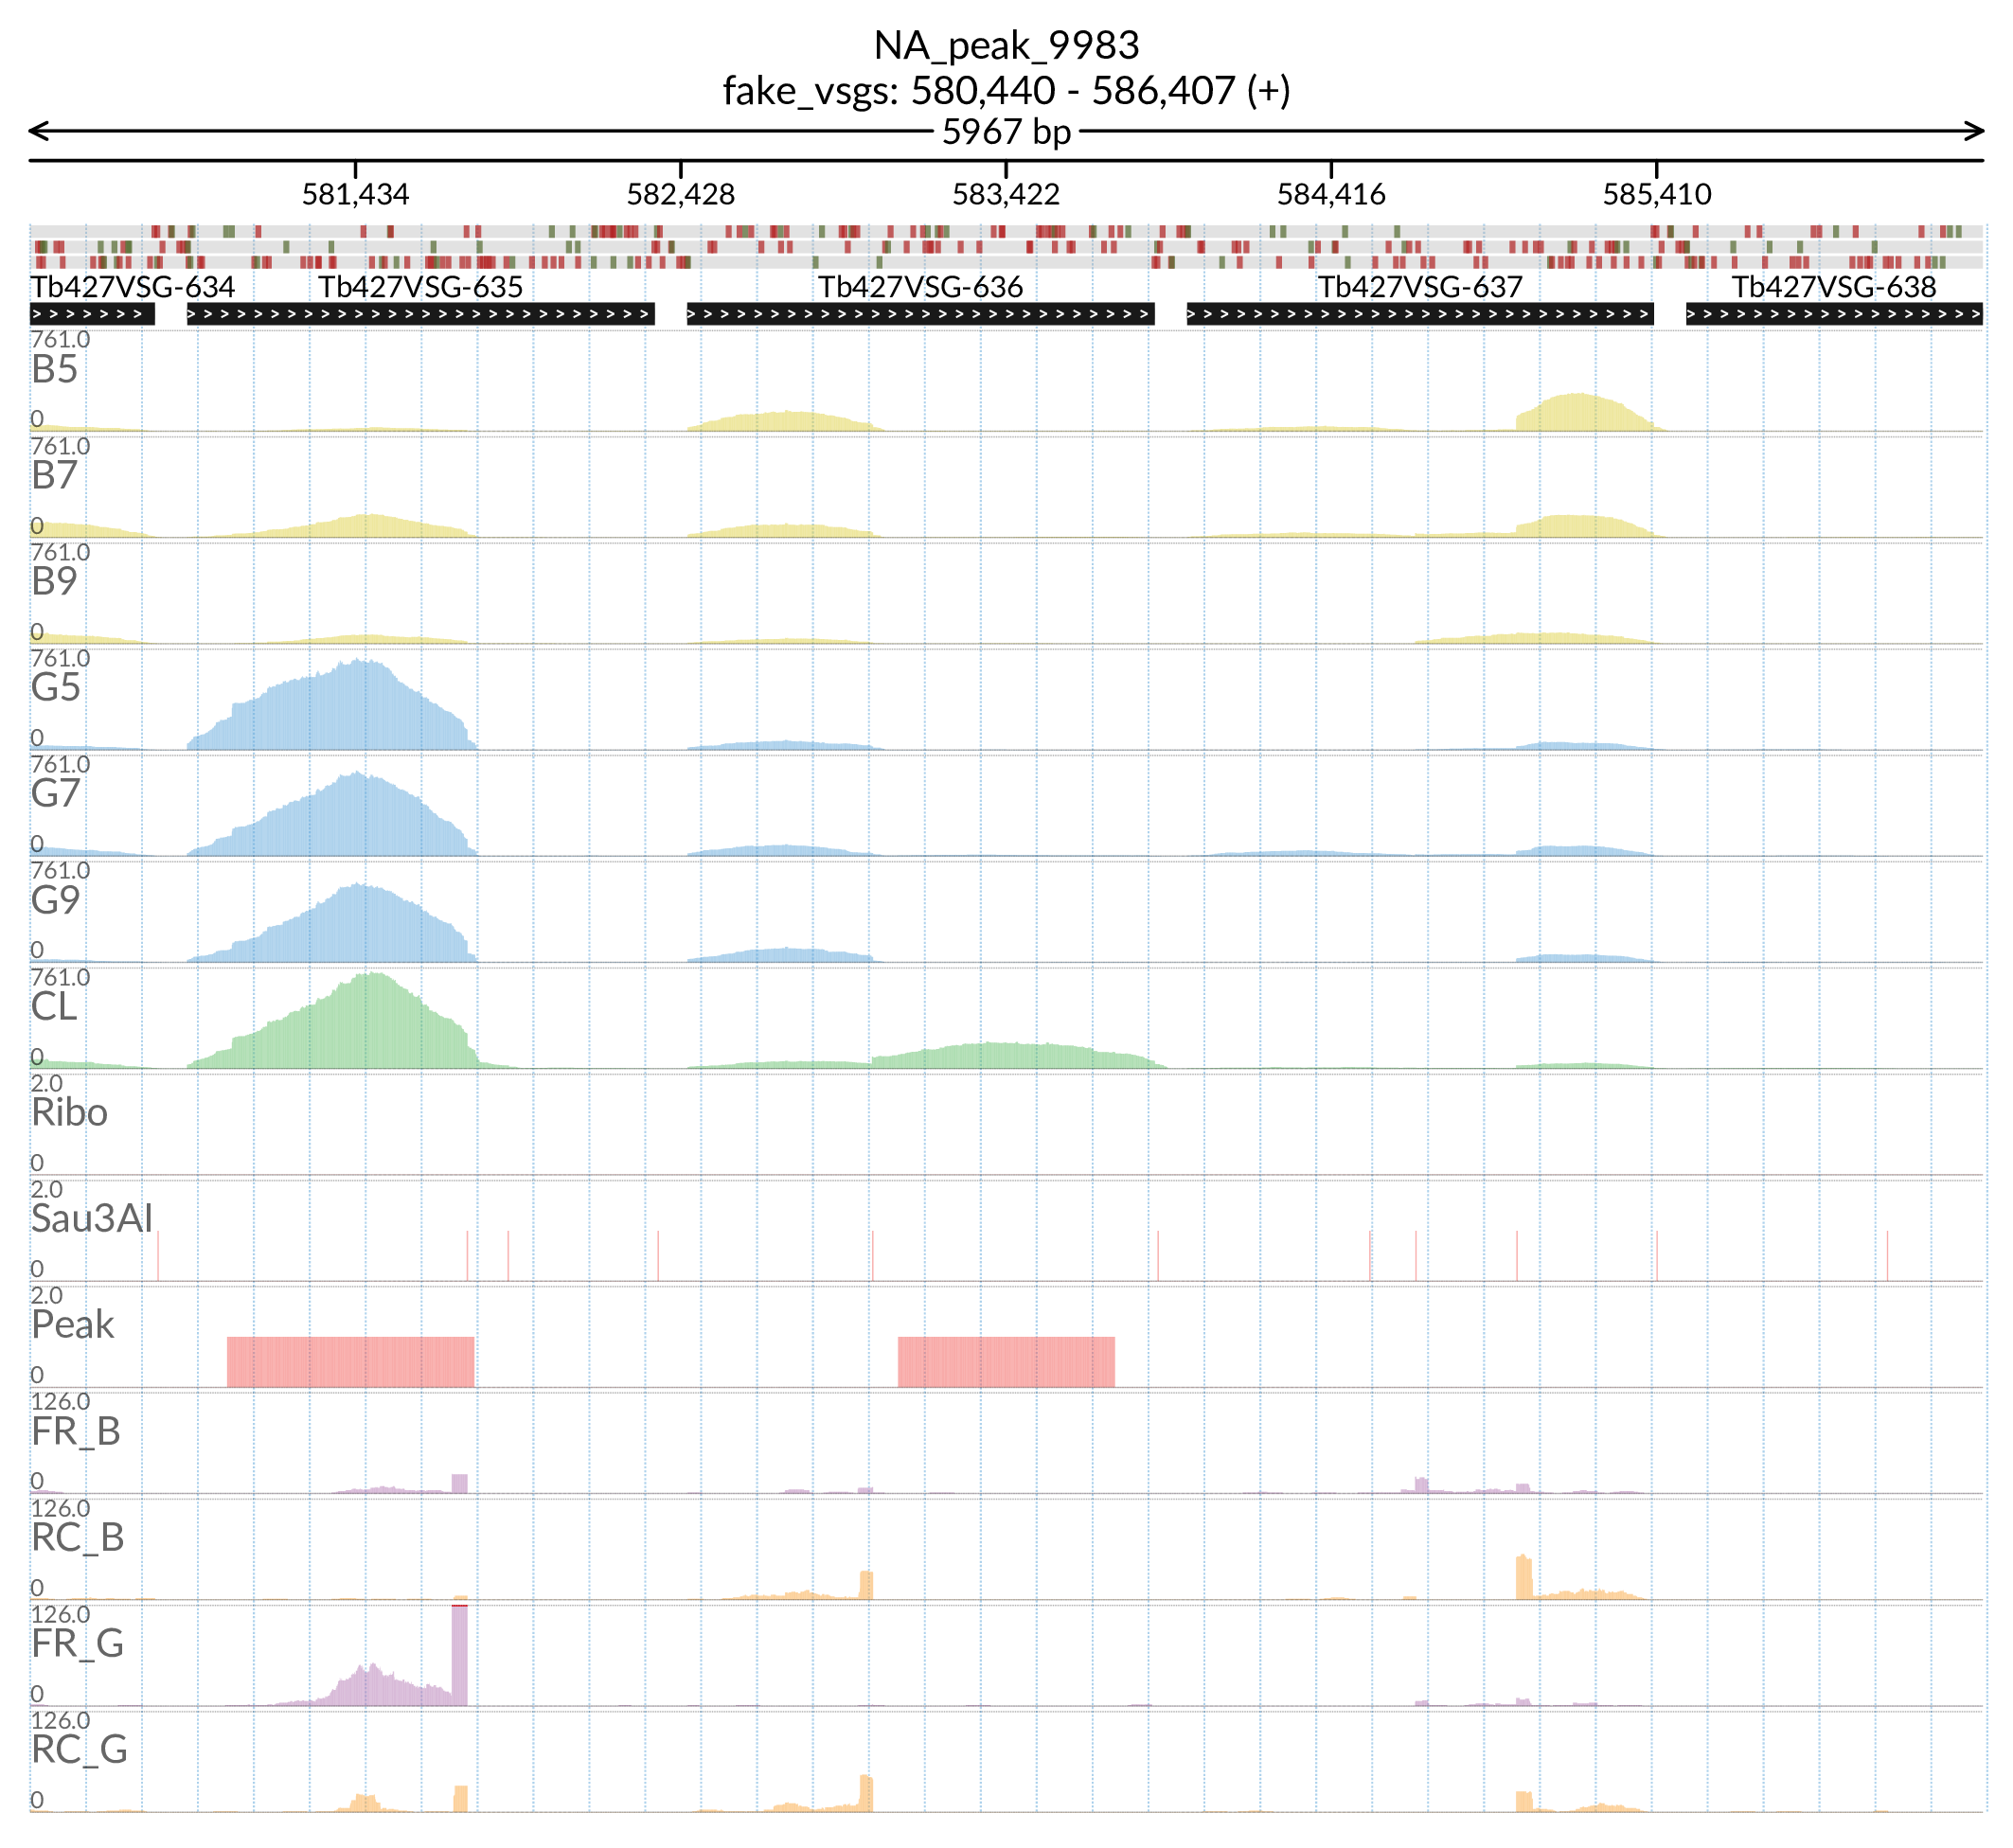 NA_peak_9983
fake_vsgs: 580,440 - 586,407 (+)
5967 bp
581,434 582,428 583,422 584,416 585,410
Tb427VSG-634 Tb427VSG-635 Tb427VSG-636 Tb427VSG-637 Tb427VSG-638
761.0
B5
0
761.0
B7
0
761.0
B9
0
761.0
G5
0
761.0
G7
0
761.0
G9
0
761.0
CL
0
2.0
Ribo
0
2.0
Sau3AI
0
2.0
Peak
0
126.0
FR_B
0
126.0
RC_B
0
126.0
FR_G
0
126.0
RC_G
0